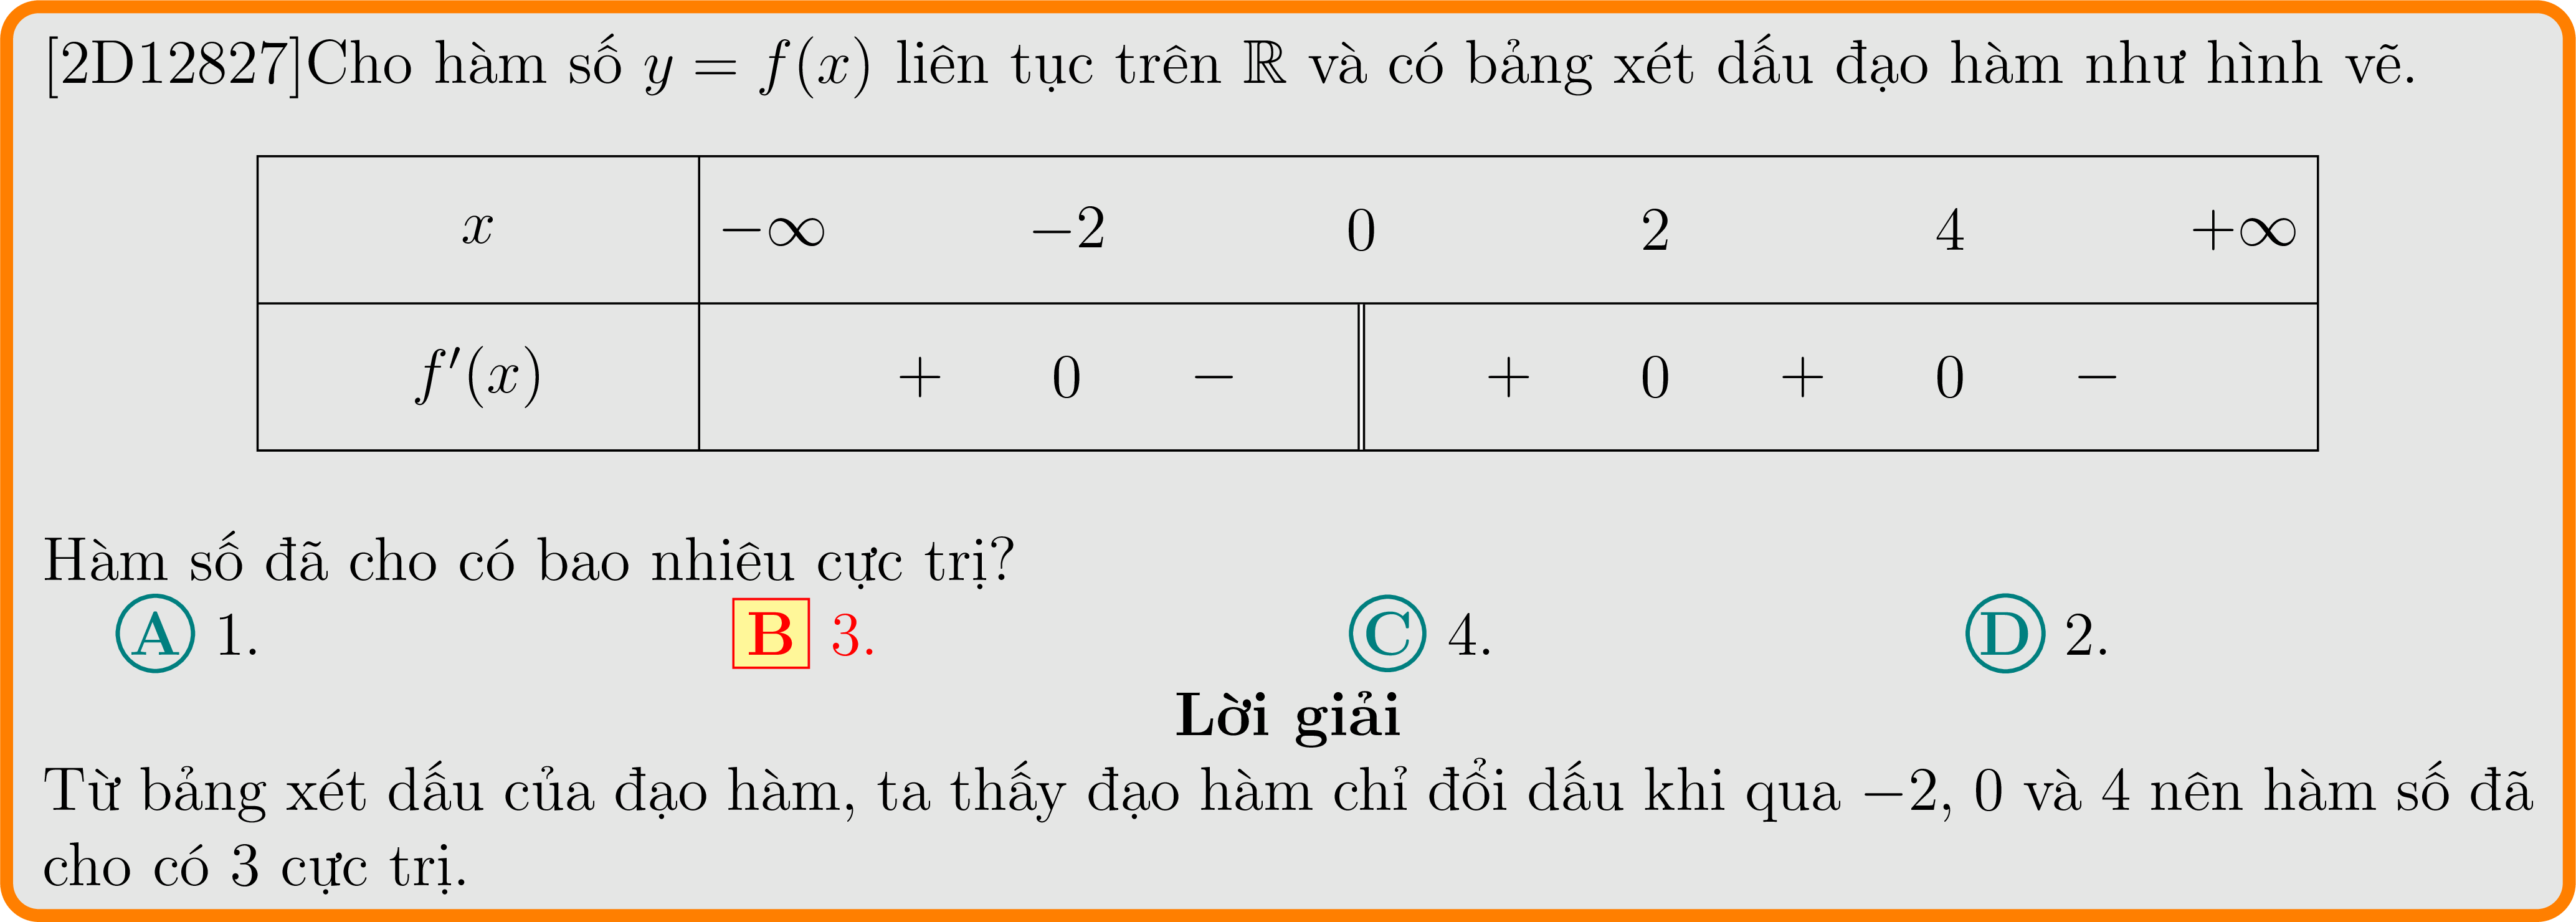 [2D12827]Cho hàm số y = f(x) liên tục trên ℝ và có bảng xét dấu đạo hàm như hình vẽ.
x −∞ −2 0 2 4 +∞
f′(x) + 0 − + 0 + 0 −
Hàm số đã cho có bao nhiêu cực trị?
A 1. B 3. C 4. D 2.
Lời giải
Từ bảng xét dấu của đạo hàm, ta thấy đạo hàm chỉ đổi dấu khi qua −2, 0 và 4 nên hàm số đã
cho có 3 cực trị.